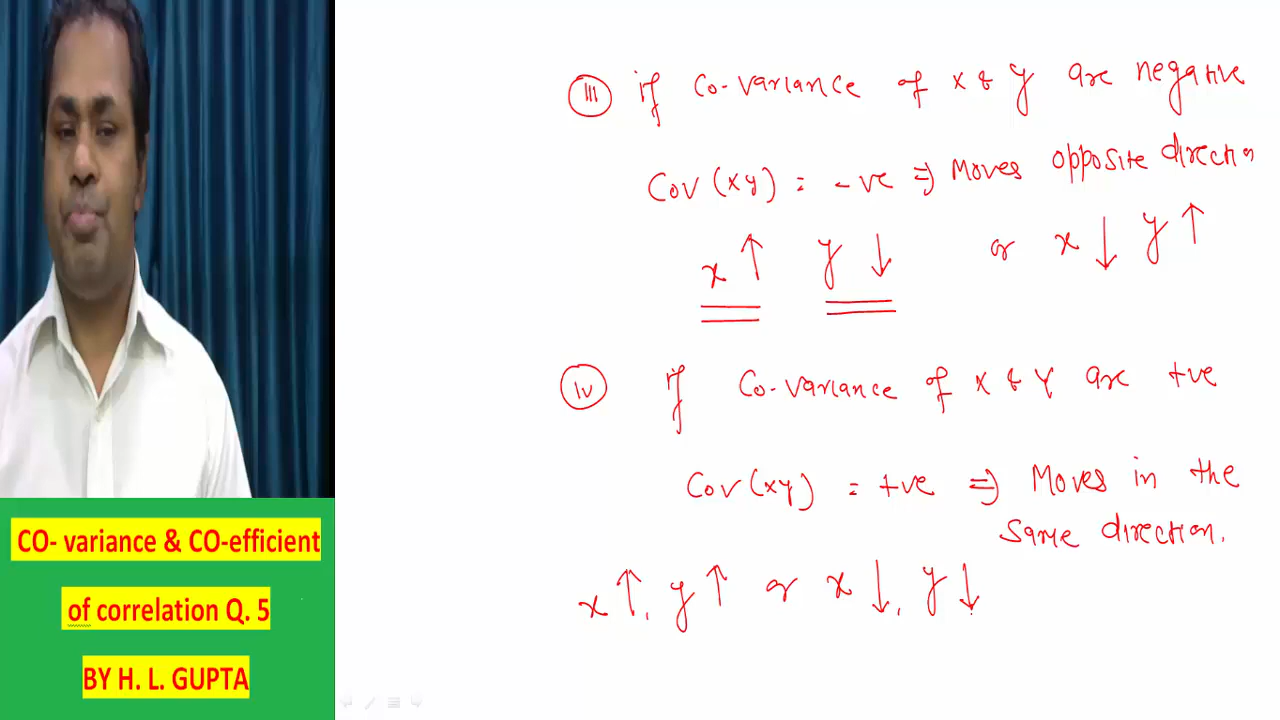 (iii) if Co-variance of x & y are negative
Cov (xy) = -ve ⇒ Moves opposite direction
x ↑ y ↓ or x ↓ y ↑
(iv) if Co-variance of X & Y are +ve
Cov (xy) = +ve ⇒ Moves in the
Same direction.
x ↑, y ↑ or x ↓, y ↓
CO- variance & CO-efficient
of correlation Q. 5
BY H. L. GUPTA